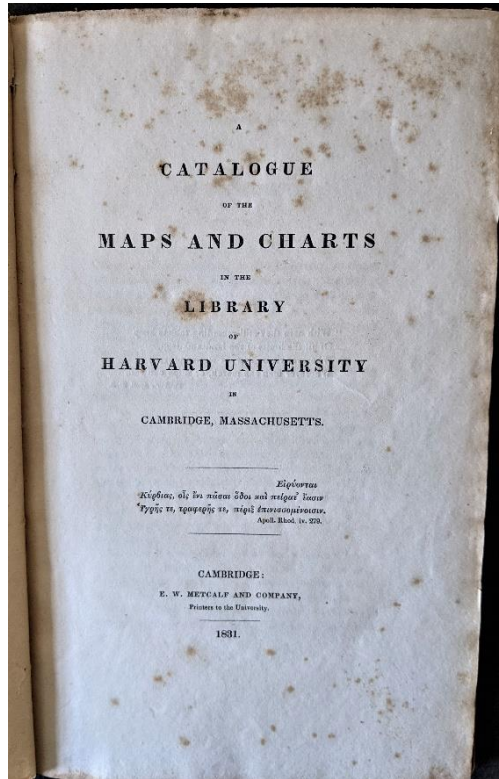 A
CATALOGUE
OF THE
MAPS AND CHARTS
IN THE
LIBRARY
OF
HARVARD UNIVERSITY
IN
CAMBRIDGE, MASSACHUSETTS.
Εἰρύονται
Κύρβιας, οἷς ἔνι πᾶσαι ὁδοι καὶ πείρατ' ἔασιν
Ὑγρῆς τε, τραφερῆς τε, πέριξ ἐπινισσομένοισιν.
Apoll. Rhod. iv. 279.
CAMBRIDGE:
E. W. METCALF AND COMPANY,
Printers to the University.
1831.